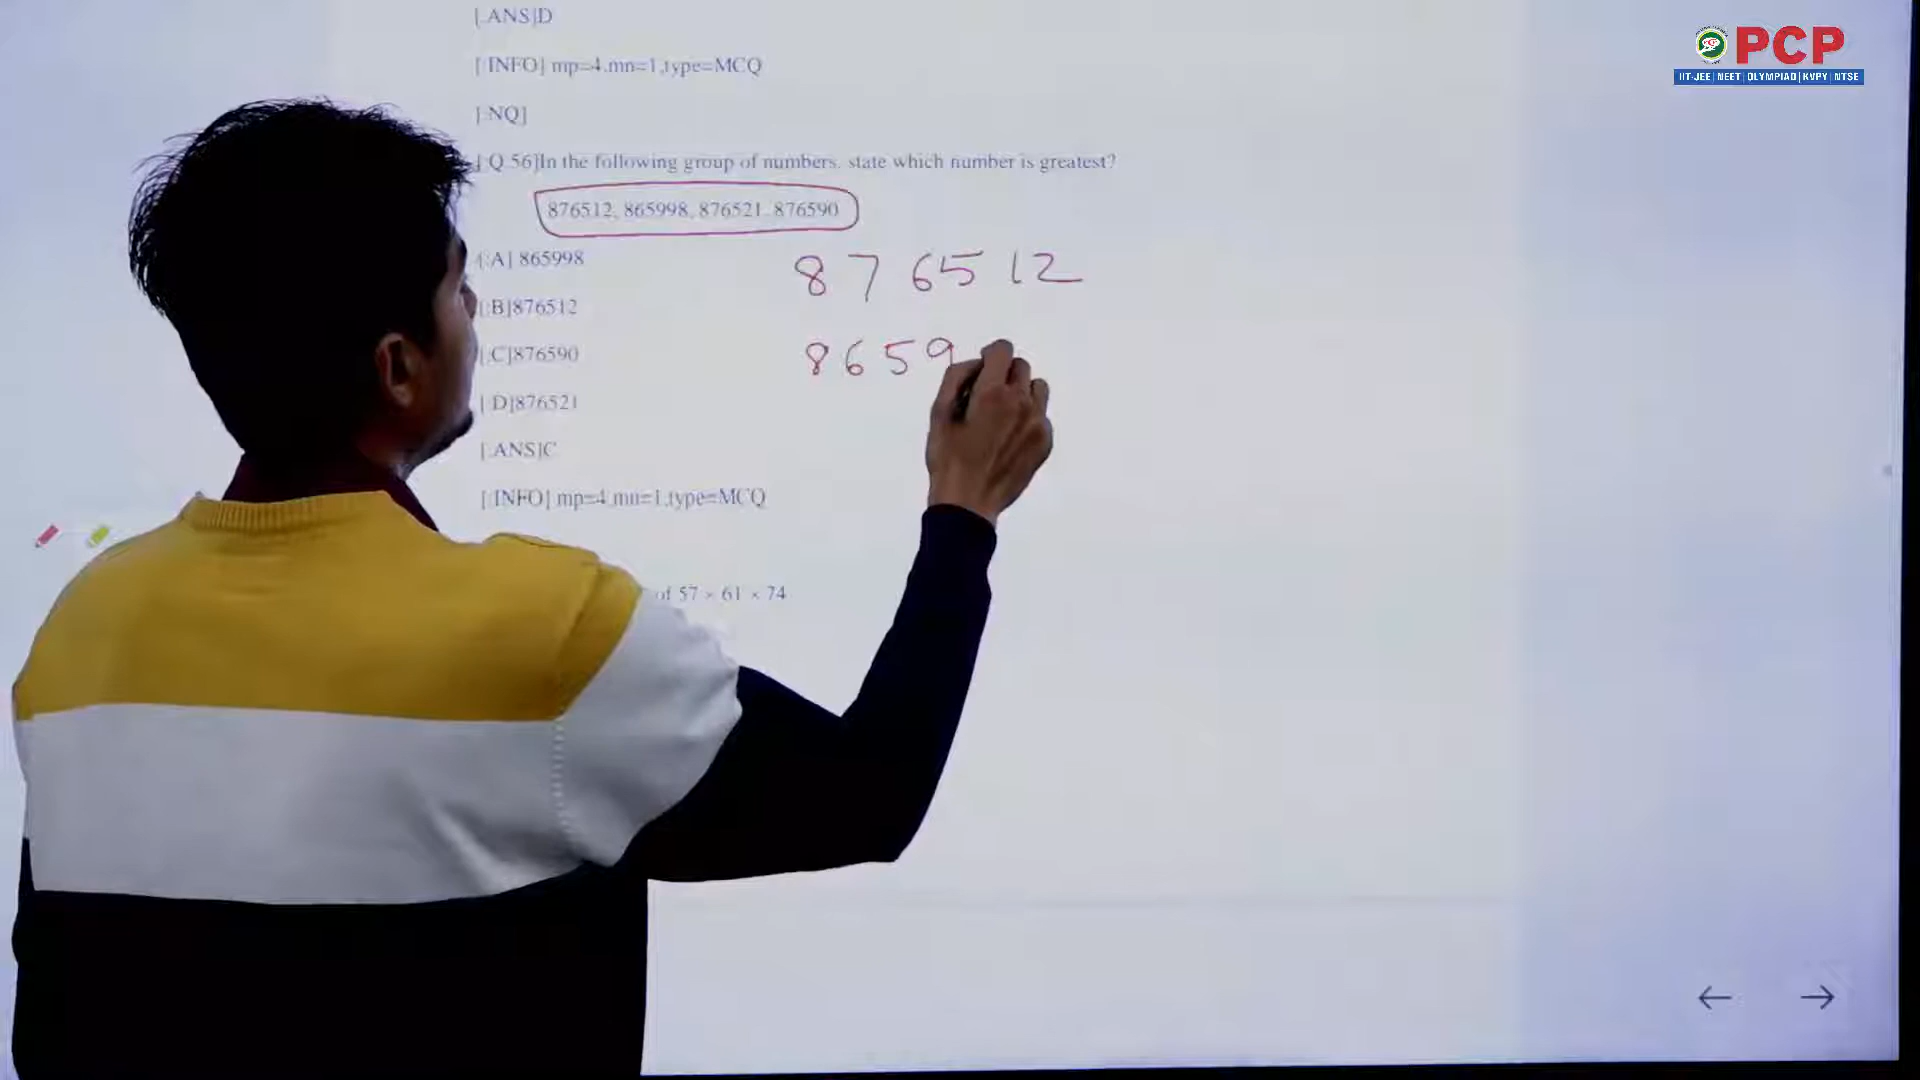 [:ANS]D
PCP
IIT-JEE | NEET | OLYMPIAD | KVPY | NTSE
[:INFO] mp=4,mn=1,type=MCQ
[:NQ]
[:Q.56]In the following group of numbers, state which number is greatest?
876512, 865998, 876521, 876590
[:A] 865998
876512
[:B]876512
[:C]876590
8659
[:D]876521
[:ANS]C
[:INFO] mp=4,mn=1,type=MCQ
of 57 × 61 × 74